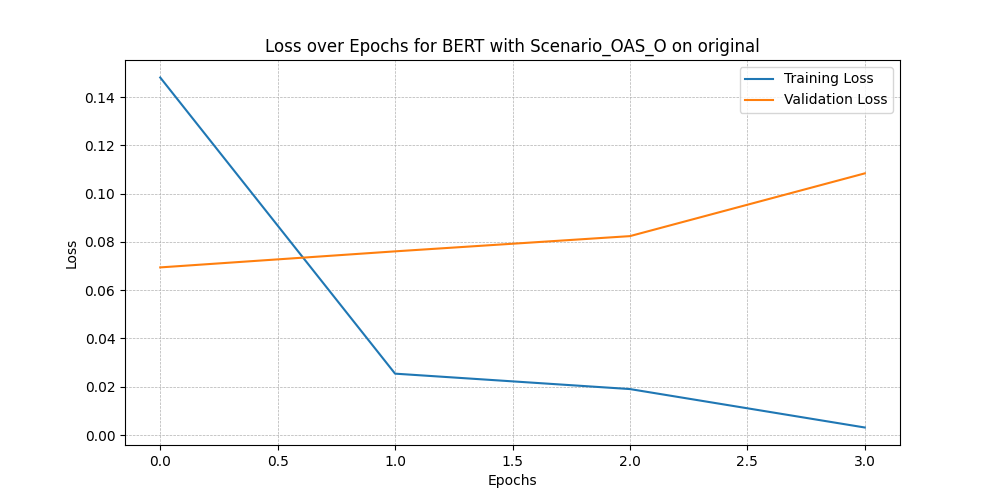 Loss over Epochs for BERT with Scenario_OAS_O on original
Training Loss
Validation Loss
Loss
0.14
0.12
0.10
0.08
0.06
0.04
0.02
0.00
0.0 0.5 1.0 1.5 2.0 2.5 3.0
Epochs